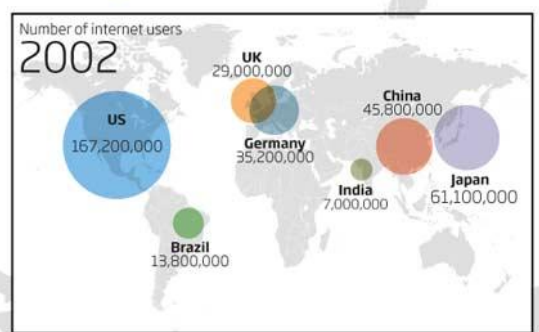 Number of internet users
2002
UK
29,000,000
US
167,200,000
Germany
35,200,000
China
45,800,000
India
7,000,000
Japan
61,100,000
Brazil
13,800,000